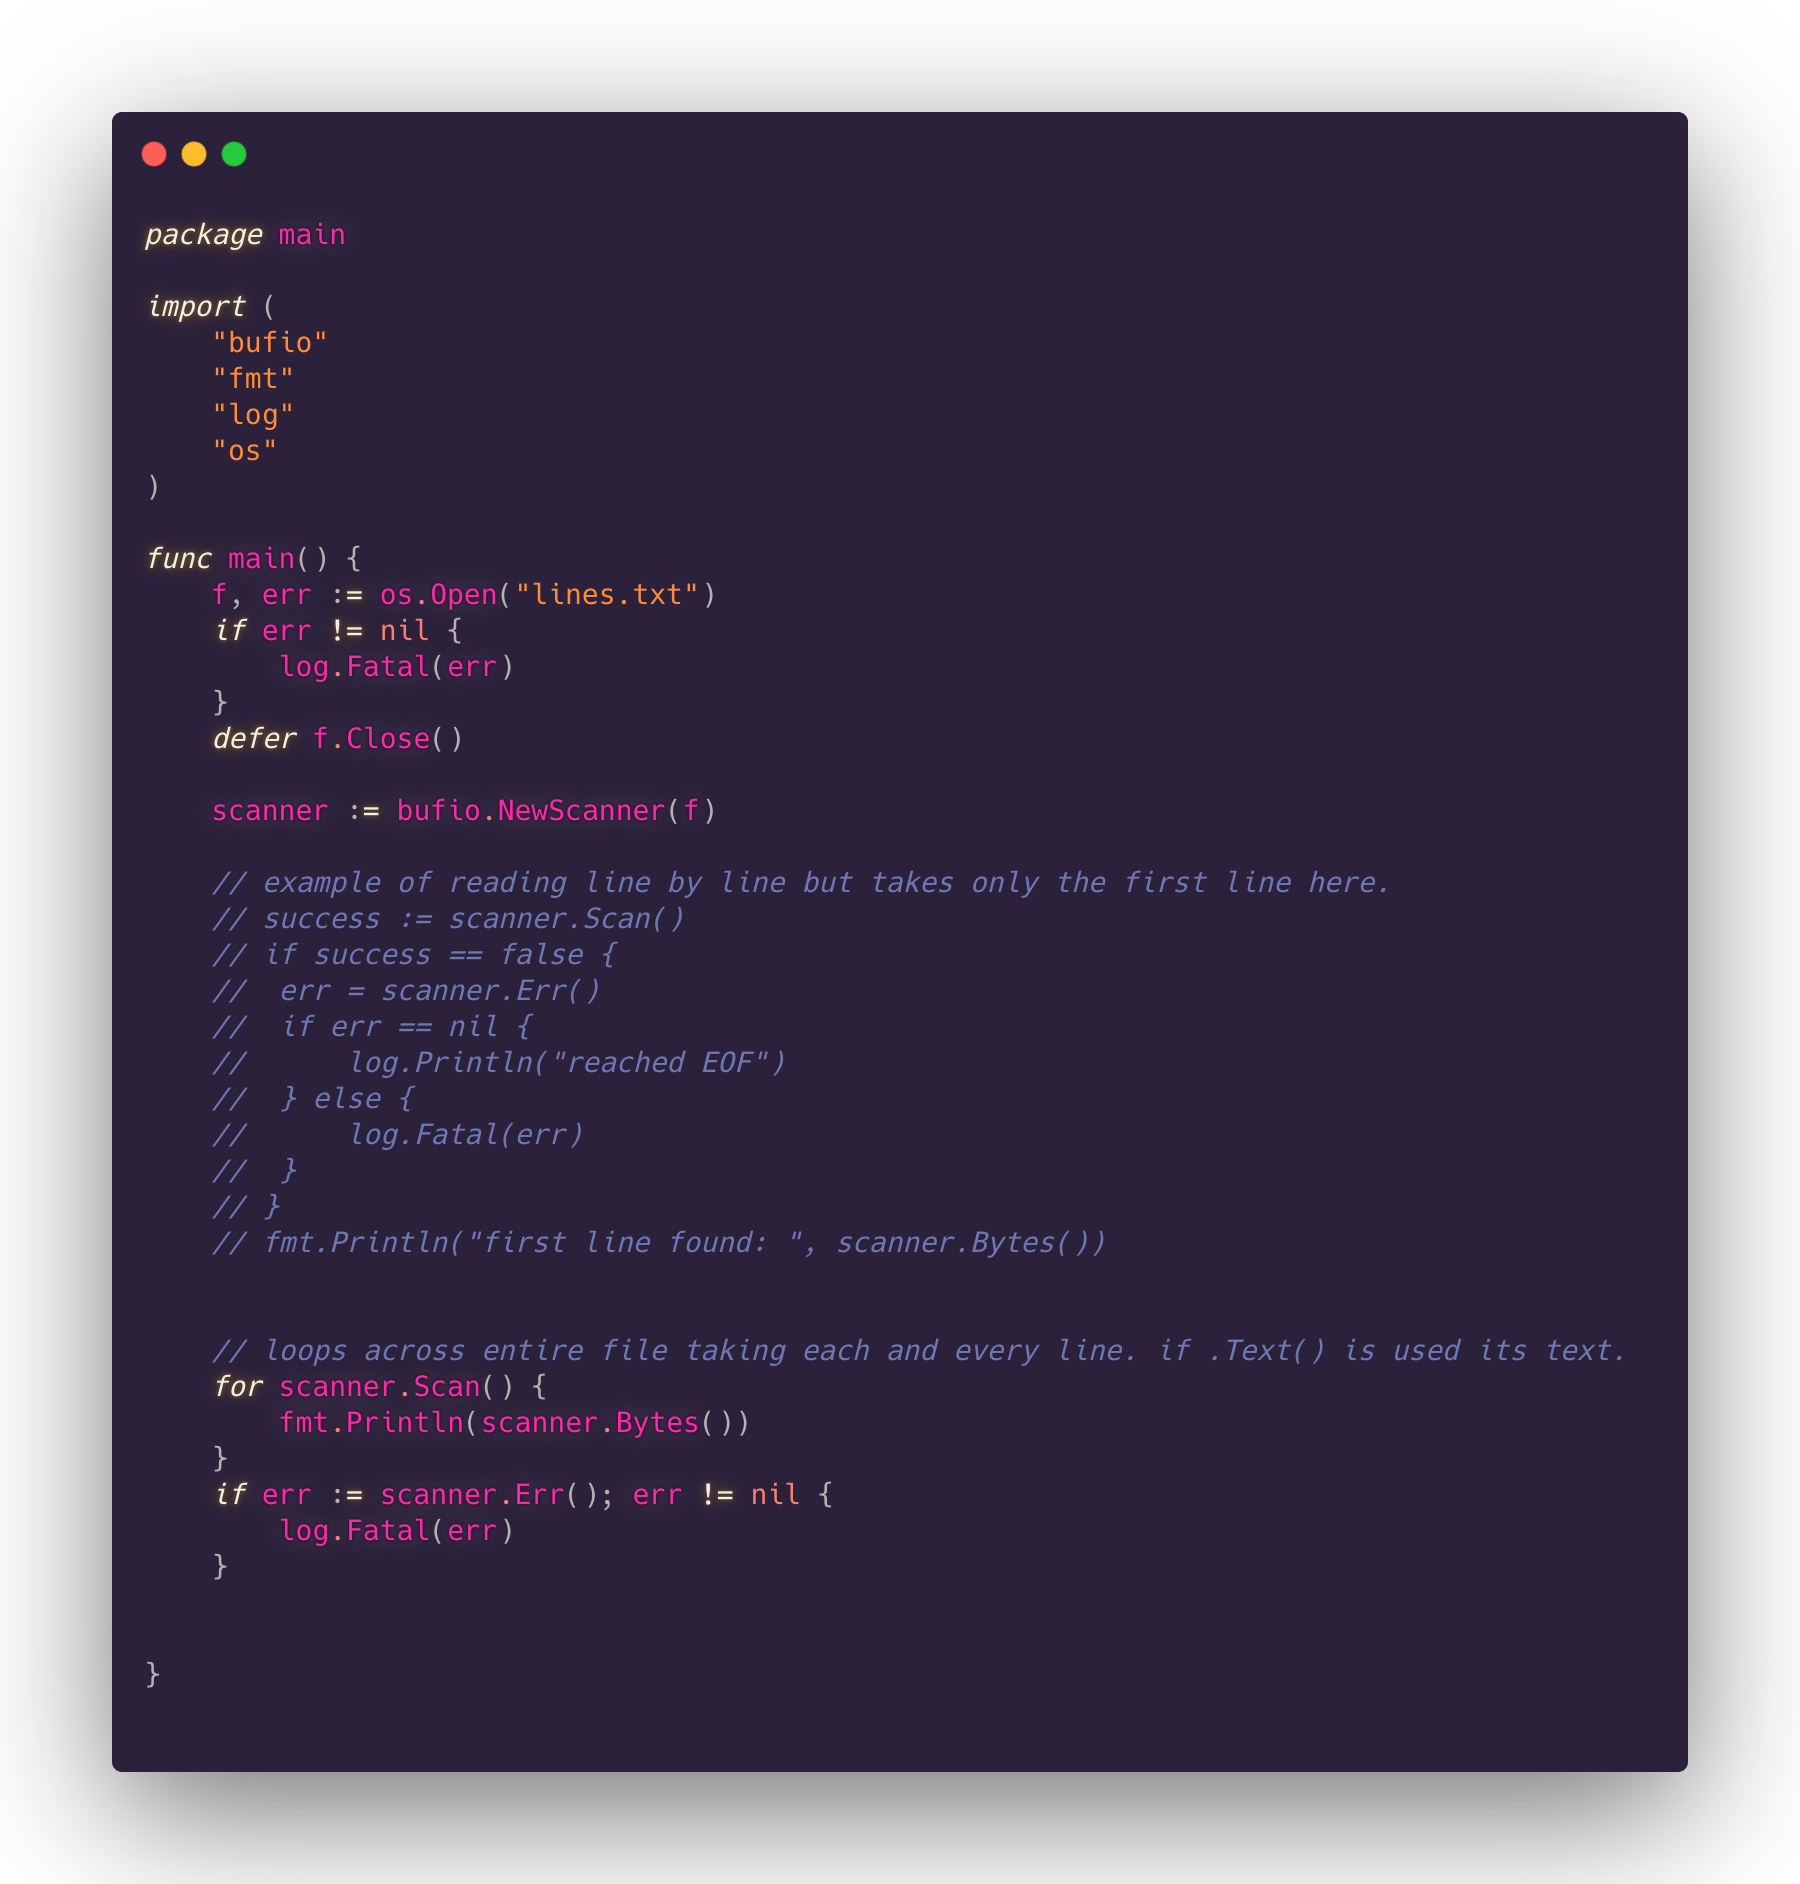 package main

import (
    "bufio"
    "fmt"
    "log"
    "os"
)

func main() {
    f, err := os.Open("lines.txt")
    if err != nil {
        log.Fatal(err)
    }
    defer f.Close()

    scanner := bufio.NewScanner(f)

    // example of reading line by line but takes only the first line here.
    // success := scanner.Scan()
    // if success == false {
    //  err = scanner.Err()
    //  if err == nil {
    //      log.Println("reached EOF")
    //  } else {
    //      log.Fatal(err)
    //  }
    // }
    // fmt.Println("first line found: ", scanner.Bytes())


    // loops across entire file taking each and every line. if .Text() is used its text.
    for scanner.Scan() {
        fmt.Println(scanner.Bytes())
    }
    if err := scanner.Err(); err != nil {
        log.Fatal(err)
    }


}